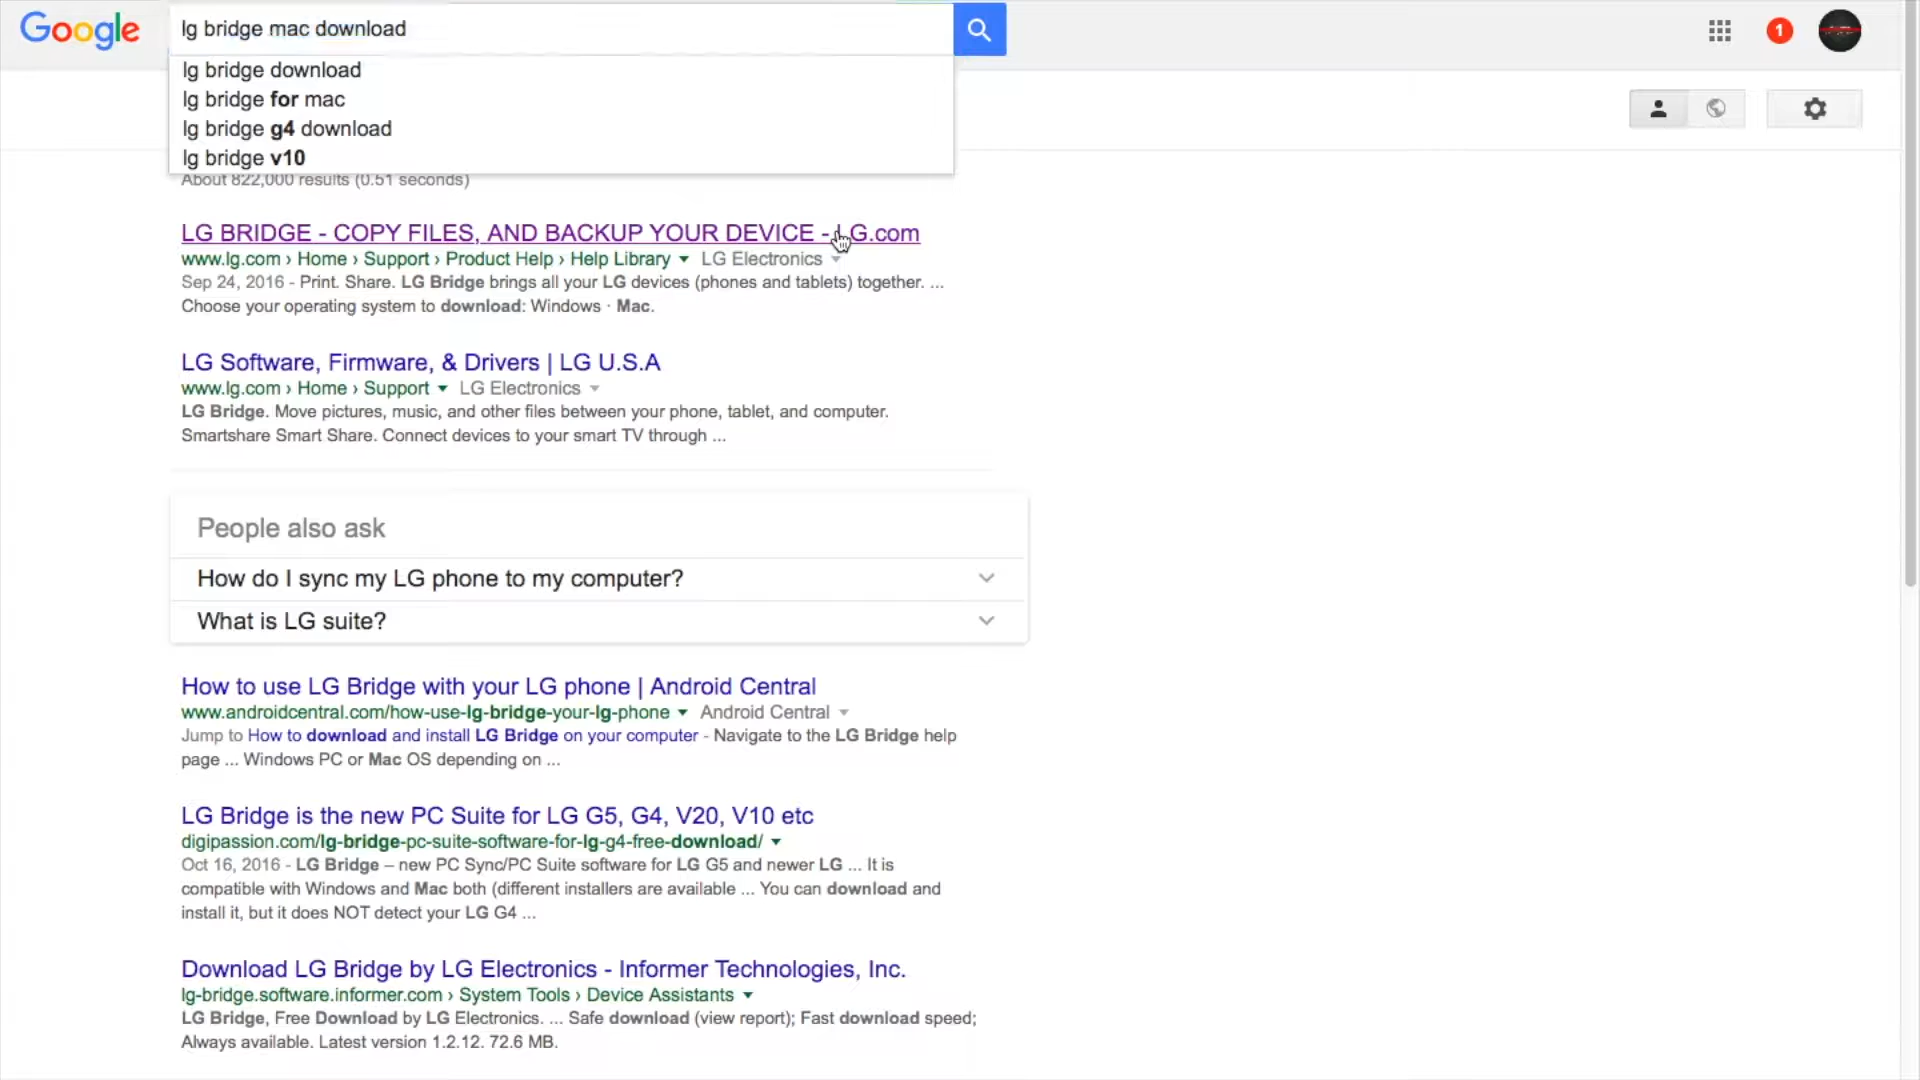 Google
lg bridge mac download
1
lg bridge download
lg bridge for mac
lg bridge g4 download
lg bridge v10
About 822,000 results (0.51 seconds)
LG BRIDGE - COPY FILES, AND BACKUP YOUR DEVICE - LG.com
www.lg.com › Home › Support › Product Help › Help Library ▾ LG Electronics ▾
Sep 24, 2016 - Print. Share. LG Bridge brings all your LG devices (phones and tablets) together. ...
Choose your operating system to download: Windows · Mac.
LG Software, Firmware, & Drivers | LG U.S.A
www.lg.com › Home › Support ▾ LG Electronics ▾
LG Bridge. Move pictures, music, and other files between your phone, tablet, and computer.
Smartshare Smart Share. Connect devices to your smart TV through ...
People also ask
How do I sync my LG phone to my computer?
What is LG suite?
How to use LG Bridge with your LG phone | Android Central
www.androidcentral.com/how-use-lg-bridge-your-lg-phone ▾ Android Central ▾
Jump to How to download and install LG Bridge on your computer - Navigate to the LG Bridge help
page ... Windows PC or Mac OS depending on ...
LG Bridge is the new PC Suite for LG G5, G4, V20, V10 etc
digipassion.com/lg-bridge-pc-suite-software-for-lg-g4-free-download/ ▾
Oct 16, 2016 - LG Bridge – new PC Sync/PC Suite software for LG G5 and newer LG ... It is
compatible with Windows and Mac both (different installers are available ... You can download and
install it, but it does NOT detect your LG G4 ...
Download LG Bridge by LG Electronics - Informer Technologies, Inc.
lg-bridge.software.informer.com › System Tools › Device Assistants ▾
LG Bridge, Free Download by LG Electronics. ... Safe download (view report); Fast download speed;
Always available. Latest version 1.2.12. 72.6 MB.